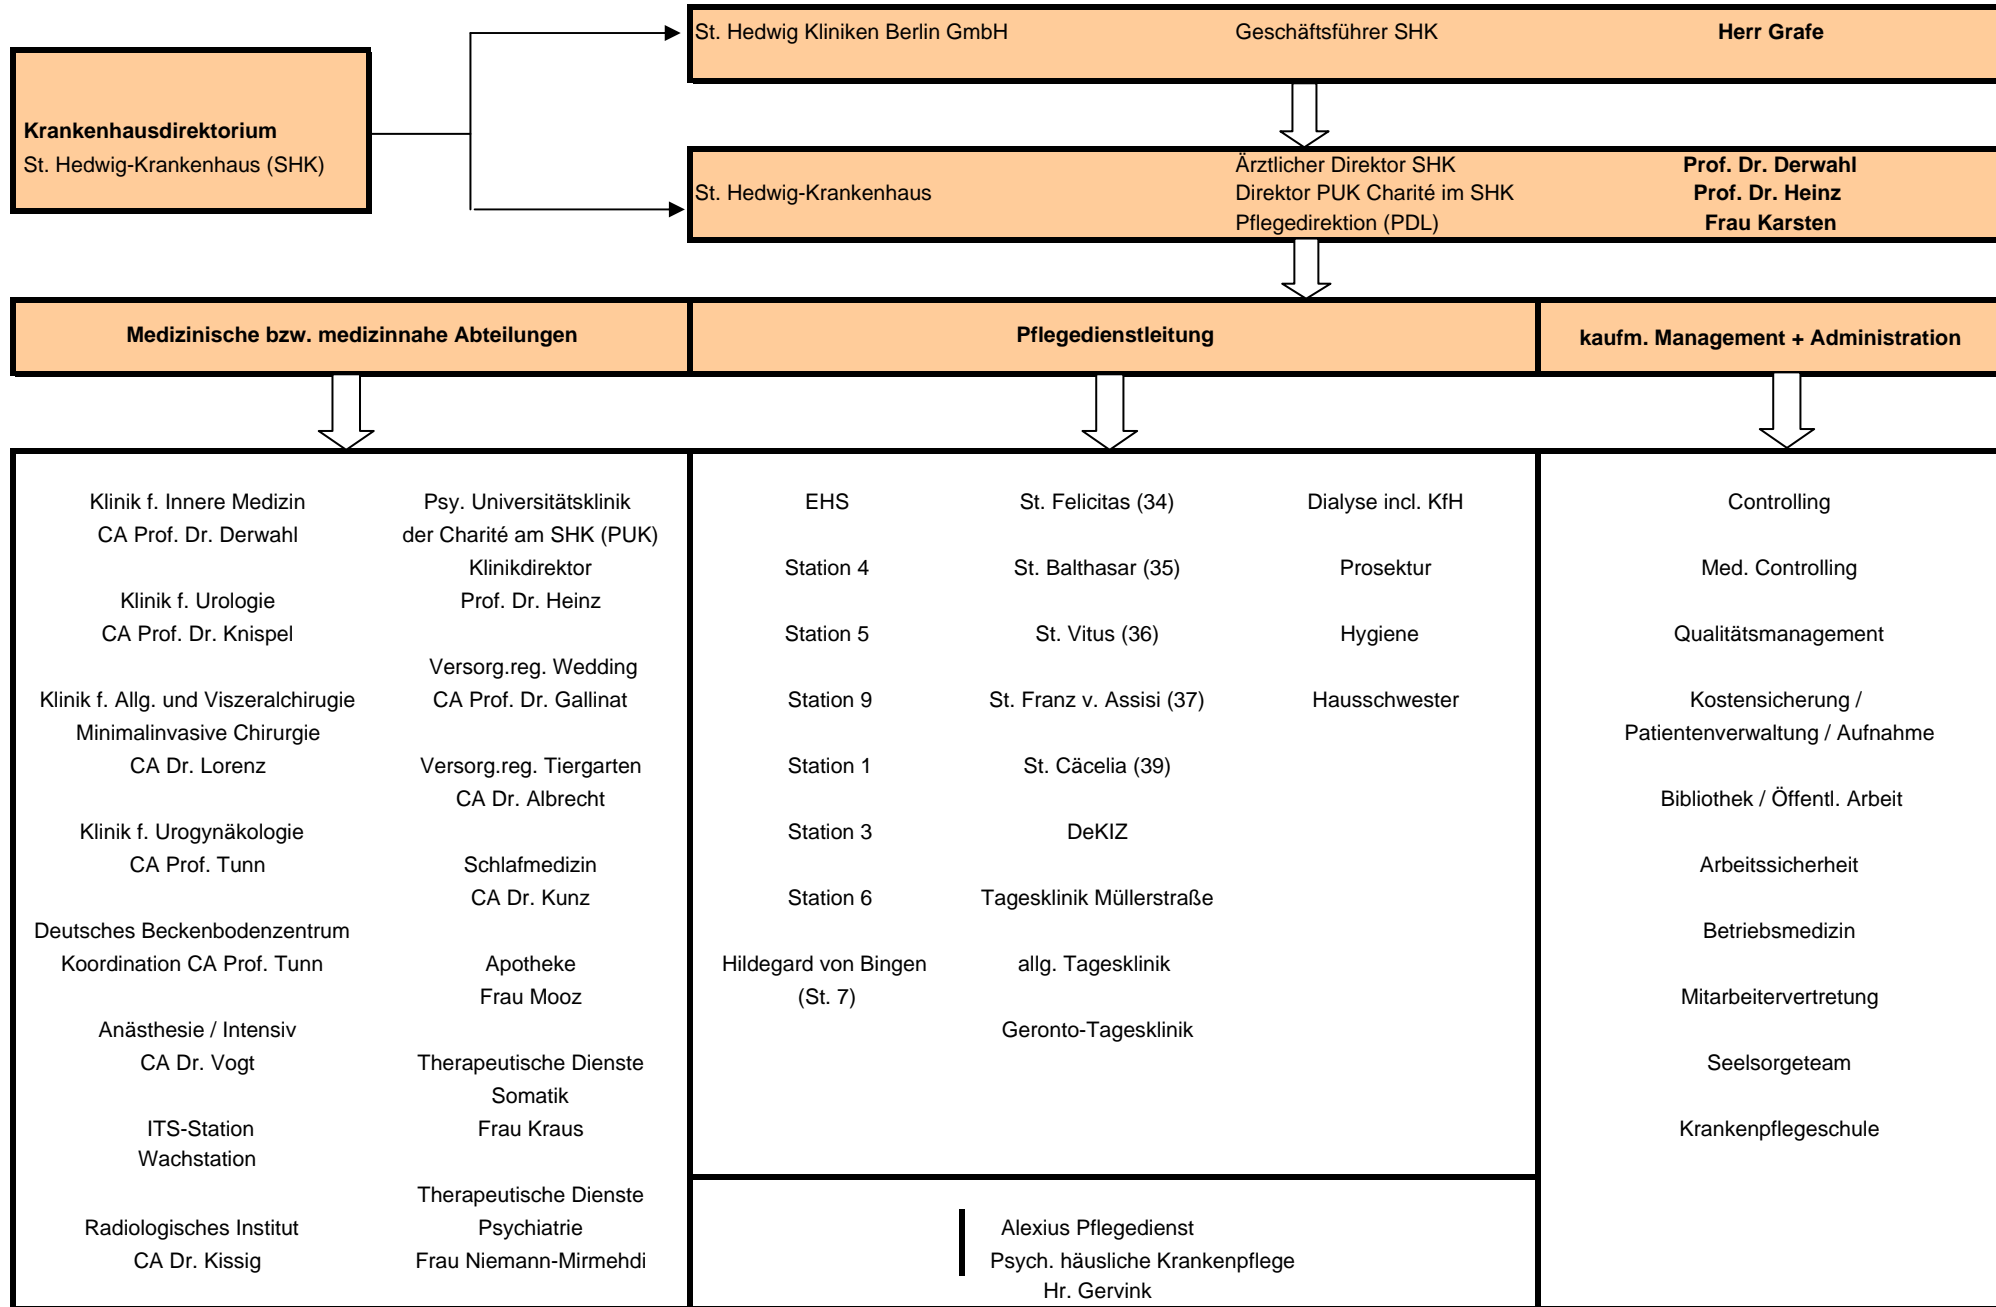 St. Hedwig Kliniken Berlin GmbH Geschäftsführer SHK Herr Grafe
Krankenhausdirektorium
St. Hedwig-Krankenhaus (SHK)
Ärztlicher Direktor SHK Prof. Dr. Derwahl
St. Hedwig-Krankenhaus Direktor PUK Charité im SHK Prof. Dr. Heinz
Pflegedirektion (PDL) Frau Karsten
Medizinische bzw. medizinnahe Abteilungen
Pflegedienstleitung
kaufm. Management + Administration
Klinik f. Innere Medizin
CA Prof. Dr. Derwahl
Klinik f. Urologie
CA Prof. Dr. Knispel
Klinik f. Allg. und Viszeralchirugie
Minimalinvasive Chirurgie
CA Dr. Lorenz
Klinik f. Urogynäkologie
CA Prof. Tunn
Deutsches Beckenbodenzentrum
Koordination CA Prof. Tunn
Anästhesie / Intensiv
CA Dr. Vogt
ITS-Station
Wachstation
Radiologisches Institut
CA Dr. Kissig
Psy. Universitätsklinik
der Charité am SHK (PUK)
Klinikdirektor
Prof. Dr. Heinz
Versorg.reg. Wedding
CA Prof. Dr. Gallinat
Versorg.reg. Tiergarten
CA Dr. Albrecht
Schlafmedizin
CA Dr. Kunz
Apotheke
Frau Mooz
Therapeutische Dienste
Somatik
Frau Kraus
Therapeutische Dienste
Psychiatrie
Frau Niemann-Mirmehdi
EHS
Station 4
Station 5
Station 9
Station 1
Station 3
Station 6
Hildegard von Bingen
(St. 7)
St. Felicitas (34)
St. Balthasar (35)
St. Vitus (36)
St. Franz v. Assisi (37)
St. Cäcelia (39)
DeKIZ
Tagesklinik Müllerstraße
allg. Tagesklinik
Geronto-Tagesklinik
Dialyse incl. KfH
Prosektur
Hygiene
Hausschwester
Alexius Pflegedienst
Psych. häusliche Krankenpflege
Hr. Gervink
Controlling
Med. Controlling
Qualitätsmanagement
Kostensicherung /
Patientenverwaltung / Aufnahme
Bibliothek / Öffentl. Arbeit
Arbeitssicherheit
Betriebsmedizin
Mitarbeitervertretung
Seelsorgeteam
Krankenpflegeschule